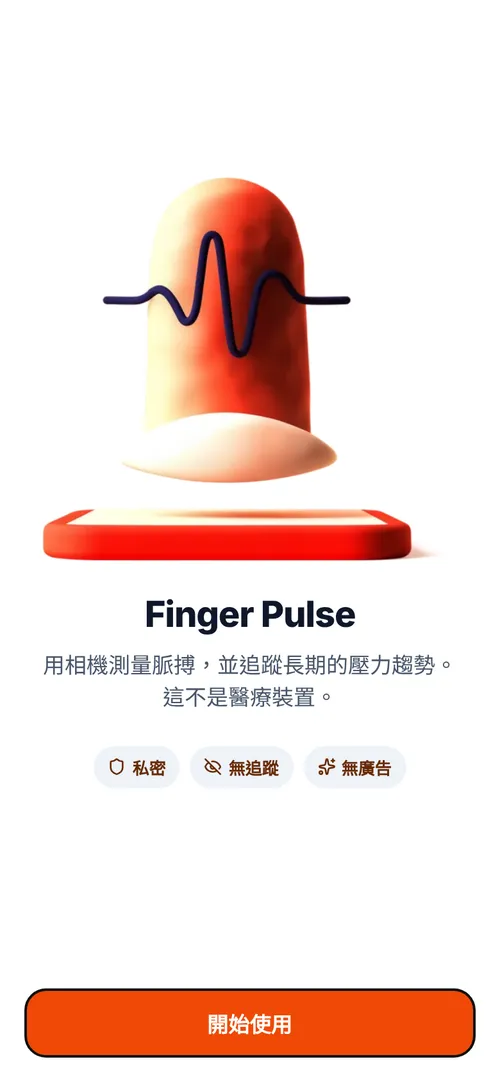 Finger Pulse
用相機測量脈搏，並追蹤長期的壓力趨勢。
這不是醫療裝置。
私密
無追蹤
無廣告
開始使用